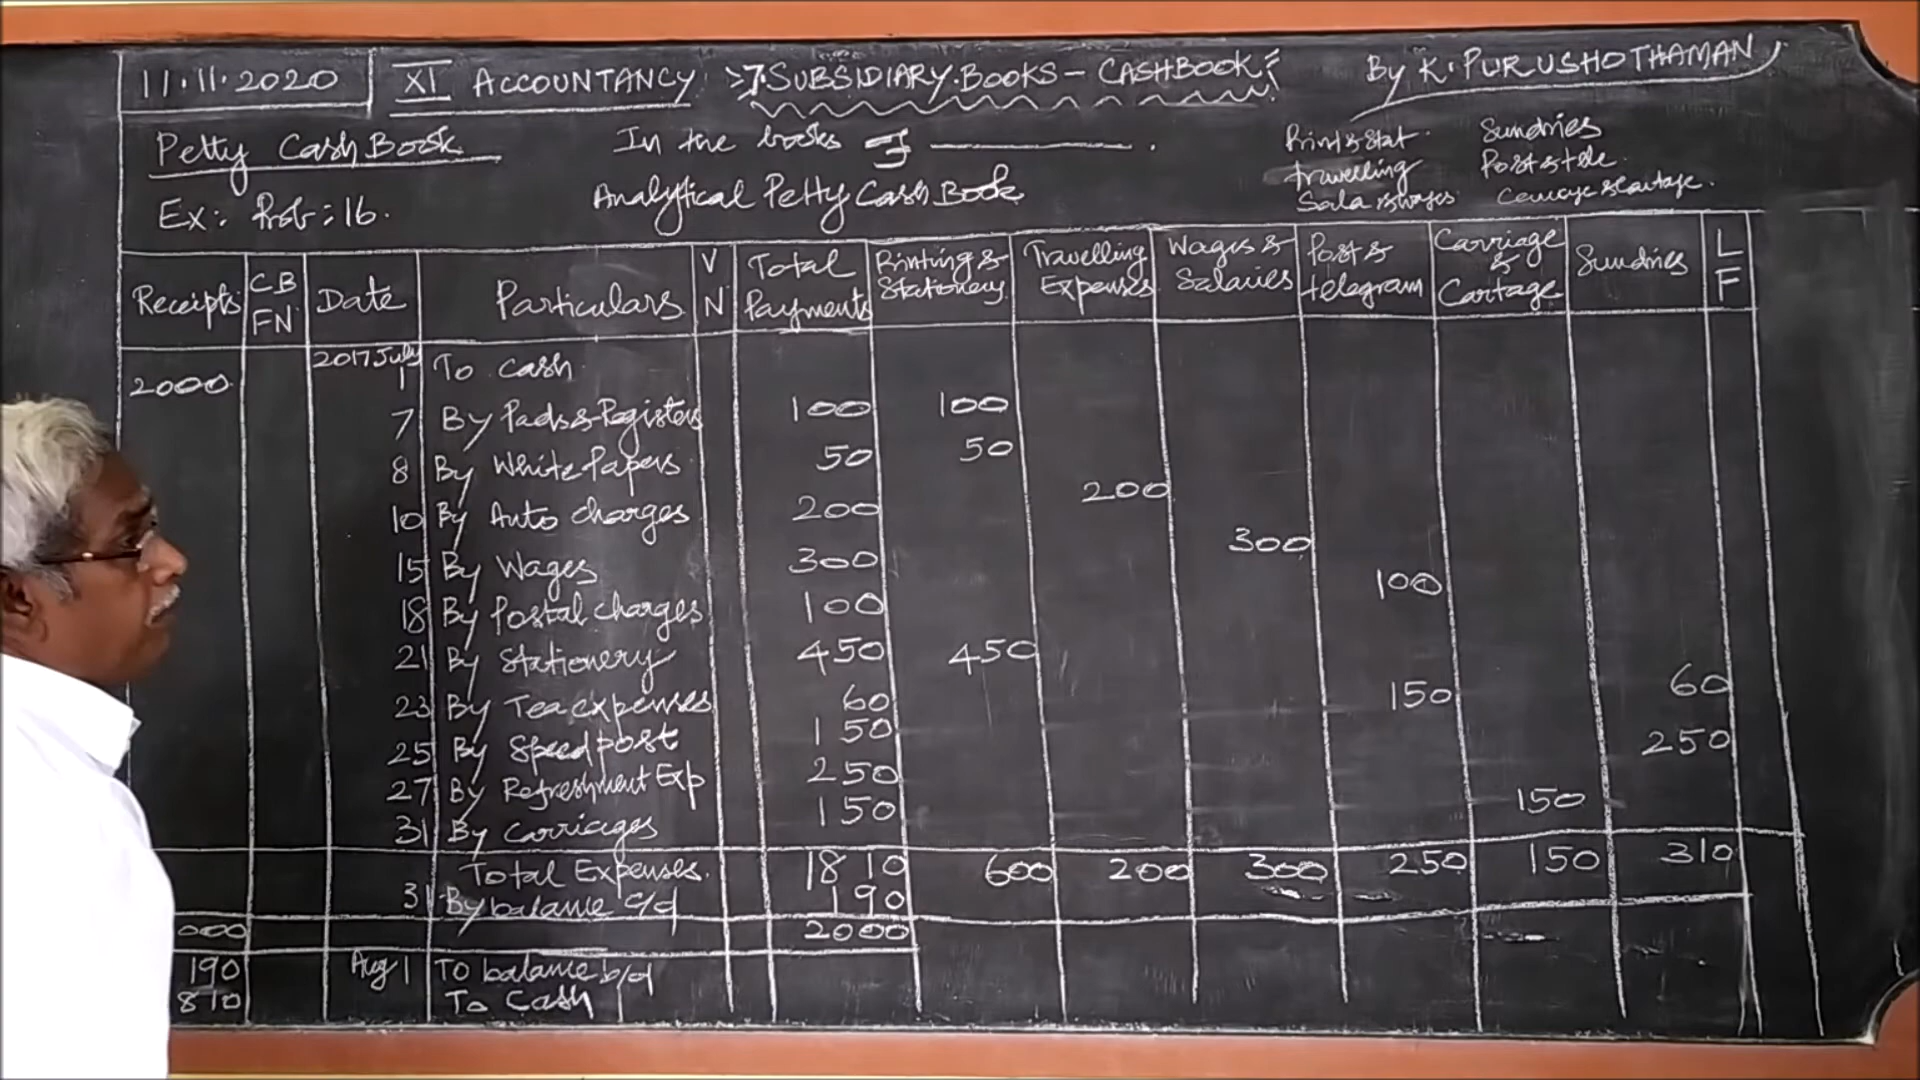 11.11.2020 XI ACCOUNTANCY :>7. SUBSIDIARY BOOKS - CASHBOOK By K. PURUSHOTHAMAN
Petty Cash Book In the books of __________ . Print & Stat Sundries
Travelling Post & tele
Ex: Prob: 16. Analytical Petty Cash Book Sala & wages
Receipts CB FN Date Particulars V N Total Payments Printing & Stationery Travelling Expenses Wages & Salaries Post & telegram Carriage & Cartage Sundries L F
2000 2017 July 1 To Cash
7 By Pads & Registers 100 100
8 By White Papers 50 50
10 By Auto charges 200 200
15 By Wages 300 300
18 By Postal charges 100 100
21 By Stationery 450 450
23 By Tea expenses 60 60
25 By Speed post 150 150
27 By Refreshment Exp 250 250
31 By Carriages 150 150
Total Expenses. 1810 600 200 300 250 150 310
31 By balance c/d 190
000 2000
190 Aug 1 To balance b/d
810 To Cash